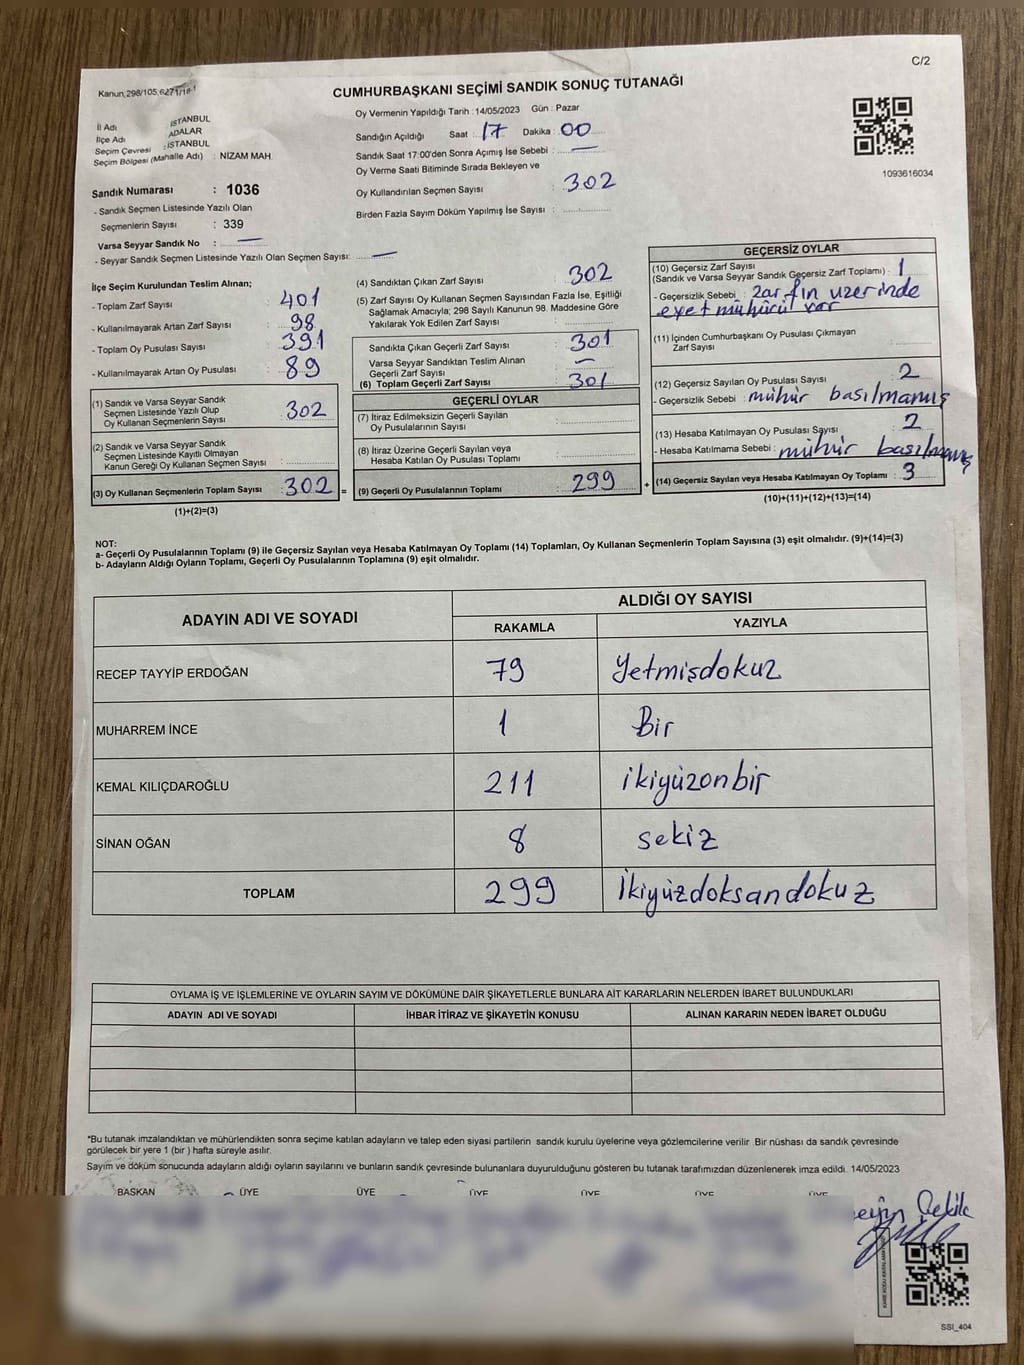 C/2
Kanun,298/105,6271/18-1
CUMHURBAŞKANI SEÇİMİ SANDIK SONUÇ TUTANAĞI
Oy Vermenin Yapıldığı Tarih : 14/05/2023 Gün : Pazar
İl Adı : İSTANBUL
İlçe Adı : ADALAR
Seçim Çevresi : İSTANBUL
Seçim Bölgesi (Mahalle Adı) : NİZAM MAH.
Sandık Numarası : 1036
- Sandık Seçmen Listesinde Yazılı Olan
Seçmenlerin Sayısı : 339
Varsa Seyyar Sandık No : —
- Seyyar Sandık Seçmen Listesinde Yazılı Olan Seçmen Sayısı: —
Sandığın Açıldığı Saat : 17 Dakika : 00
Sandık Saat 17:00'den Sonra Açımış İse Sebebi : —
Oy Verme Saati Bitiminde Sırada Bekleyen ve
Oy Kullandırılan Seçmen Sayısı : 302
Birden Fazla Sayım Döküm Yapılmış İse Sayısı :
1093616034
İlçe Seçim Kurulundan Teslim Alınan;
- Toplam Zarf Sayısı : 401
- Kullanılmayarak Artan Zarf Sayısı : 98
- Toplam Oy Pusulası Sayısı : 391
- Kullanılmayarak Artan Oy Pusulası : 89
(1) Sandık ve Varsa Seyyar Sandık
Seçmen Listesinde Yazılı Olup
Oy Kullanan Seçmenlerin Sayısı : 302
(2) Sandık ve Varsa Seyyar Sandık
Seçmen Listesinde Kayıtlı Olmayan
Kanun Gereği Oy Kullanan Seçmen Sayısı :
(3) Oy Kullanan Seçmenlerin Toplam Sayısı : 302 =
(1)+(2)=(3)
(4) Sandıktan Çıkan Zarf Sayısı : 302
(5) Zarf Sayısı Oy Kullanan Seçmen Sayısından Fazla İse, Eşitliği
Sağlamak Amacıyla; 298 Sayılı Kanunun 98. Maddesine Göre
Yakılarak Yok Edilen Zarf Sayısı :
Sandıkta Çıkan Geçerli Zarf Sayısı : 301
Varsa Seyyar Sandıktan Teslim Alınan
Geçerli Zarf Sayısı : —
(6) Toplam Geçerli Zarf Sayısı : 301
GEÇERLİ OYLAR
(7) İtiraz Edilmeksizin Geçerli Sayılan
Oy Pusulalarının Sayısı :
(8) İtiraz Üzerine Geçerli Sayılan veya
Hesaba Katılan Oy Pusulası Toplamı :
(9) Geçerli Oy Pusulalarının Toplamı : 299 +
GEÇERSİZ OYLAR
(10) Geçersiz Zarf Sayısı
(Sandık ve Varsa Seyyar Sandık Geçersiz Zarf Toplamı) : 1
- Geçersizlik Sebebi : zarfın üzerinde
evet mühürü var
(11) İçinden Cumhurbaşkanı Oy Pusulası Çıkmayan
Zarf Sayısı :
(12) Geçersiz Sayılan Oy Pusulası Sayısı : 2
- Geçersizlik Sebebi : mühür basılmamış
(13) Hesaba Katılmayan Oy Pusulası Sayısı : 2
- Hesaba Katılmama Sebebi : mühür basılmamış
(14) Geçersiz Sayılan veya Hesaba Katılmayan Oy Toplamı : 3
(10)+(11)+(12)+(13)=(14)
NOT:
a- Geçerli Oy Pusulalarının Toplamı (9) ile Geçersiz Sayılan veya Hesaba Katılmayan Oy Toplamı (14) Toplamları, Oy Kullanan Seçmenlerin Toplam Sayısına (3) eşit olmalıdır. (9)+(14)=(3)
b- Adayların Aldığı Oyların Toplamı, Geçerli Oy Pusulalarının Toplamına (9) eşit olmalıdır.
ADAYIN ADI VE SOYADI ALDIĞI OY SAYISI
RAKAMLA YAZIYLA
RECEP TAYYİP ERDOĞAN 79 Yetmişdokuz
MUHARREM İNCE 1 Bir
KEMAL KILIÇDAROĞLU 211 ikiyüzonbir
SİNAN OĞAN 8 sekiz
TOPLAM 299 İkiyüzdoksandokuz
OYLAMA İŞ VE İŞLEMLERİNE VE OYLARIN SAYIM VE DÖKÜMÜNE DAİR ŞİKAYETLERLE BUNLARA AİT KARARLARIN NELERDEN İBARET BULUNDUKLARI
ADAYIN ADI VE SOYADI İHBAR İTİRAZ VE ŞİKAYETİN KONUSU ALINAN KARARIN NEDEN İBARET OLDUĞU
*Bu tutanak imzalandıktan ve mühürlendikten sonra seçime katılan adayların ve talep eden siyasi partilerin sandık kurulu üyelerine veya gözlemcilerine verilir. Bir nüshası da sandık çevresinde
görülecek bir yere 1 (bir ) hafta süreyle asılır.
Sayım ve döküm sonucunda adayların aldığı oyların sayılarını ve bunların sandık çevresinde bulunanlara duyurulduğunu gösteren bu tutanak tarafımızdan düzenlenerek imza edildi. 14/05/2023
BAŞKAN ÜYE ÜYE ÜYE ÜYE ÜYE ÜYE
SSI_404